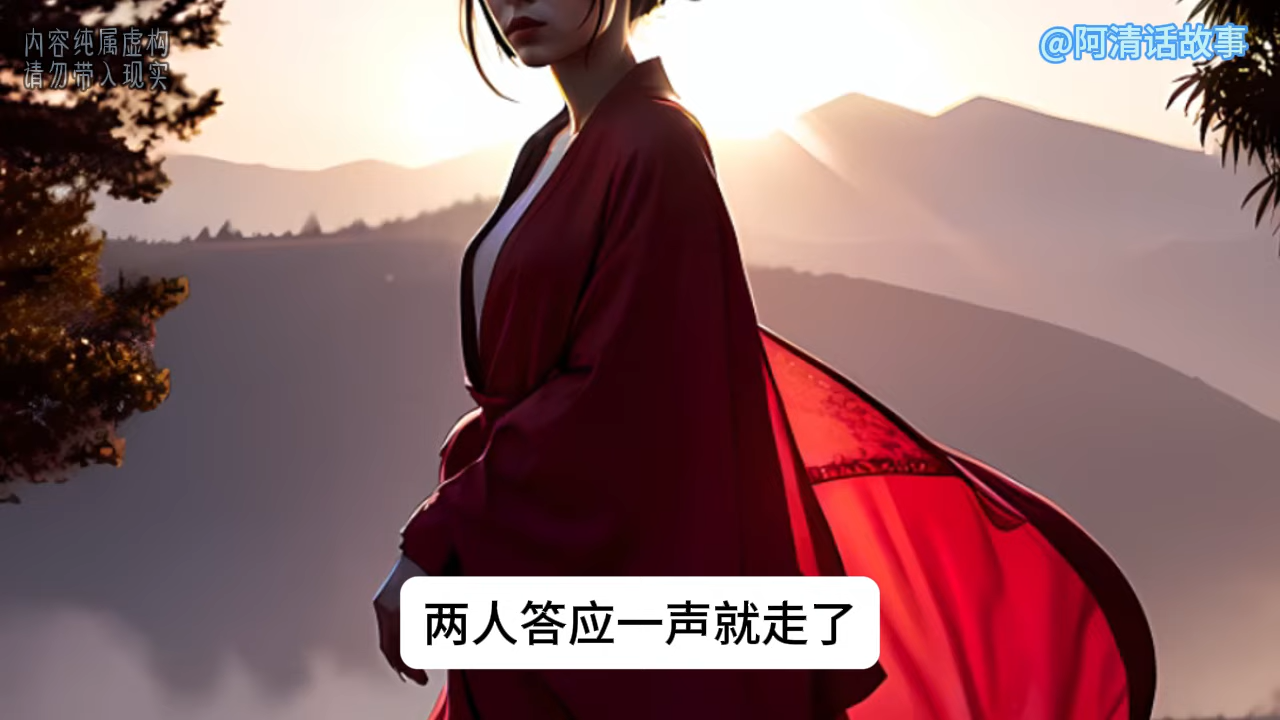 内容纯属虚构
请勿带入现实
@阿清话故事
两人答应一声就走了